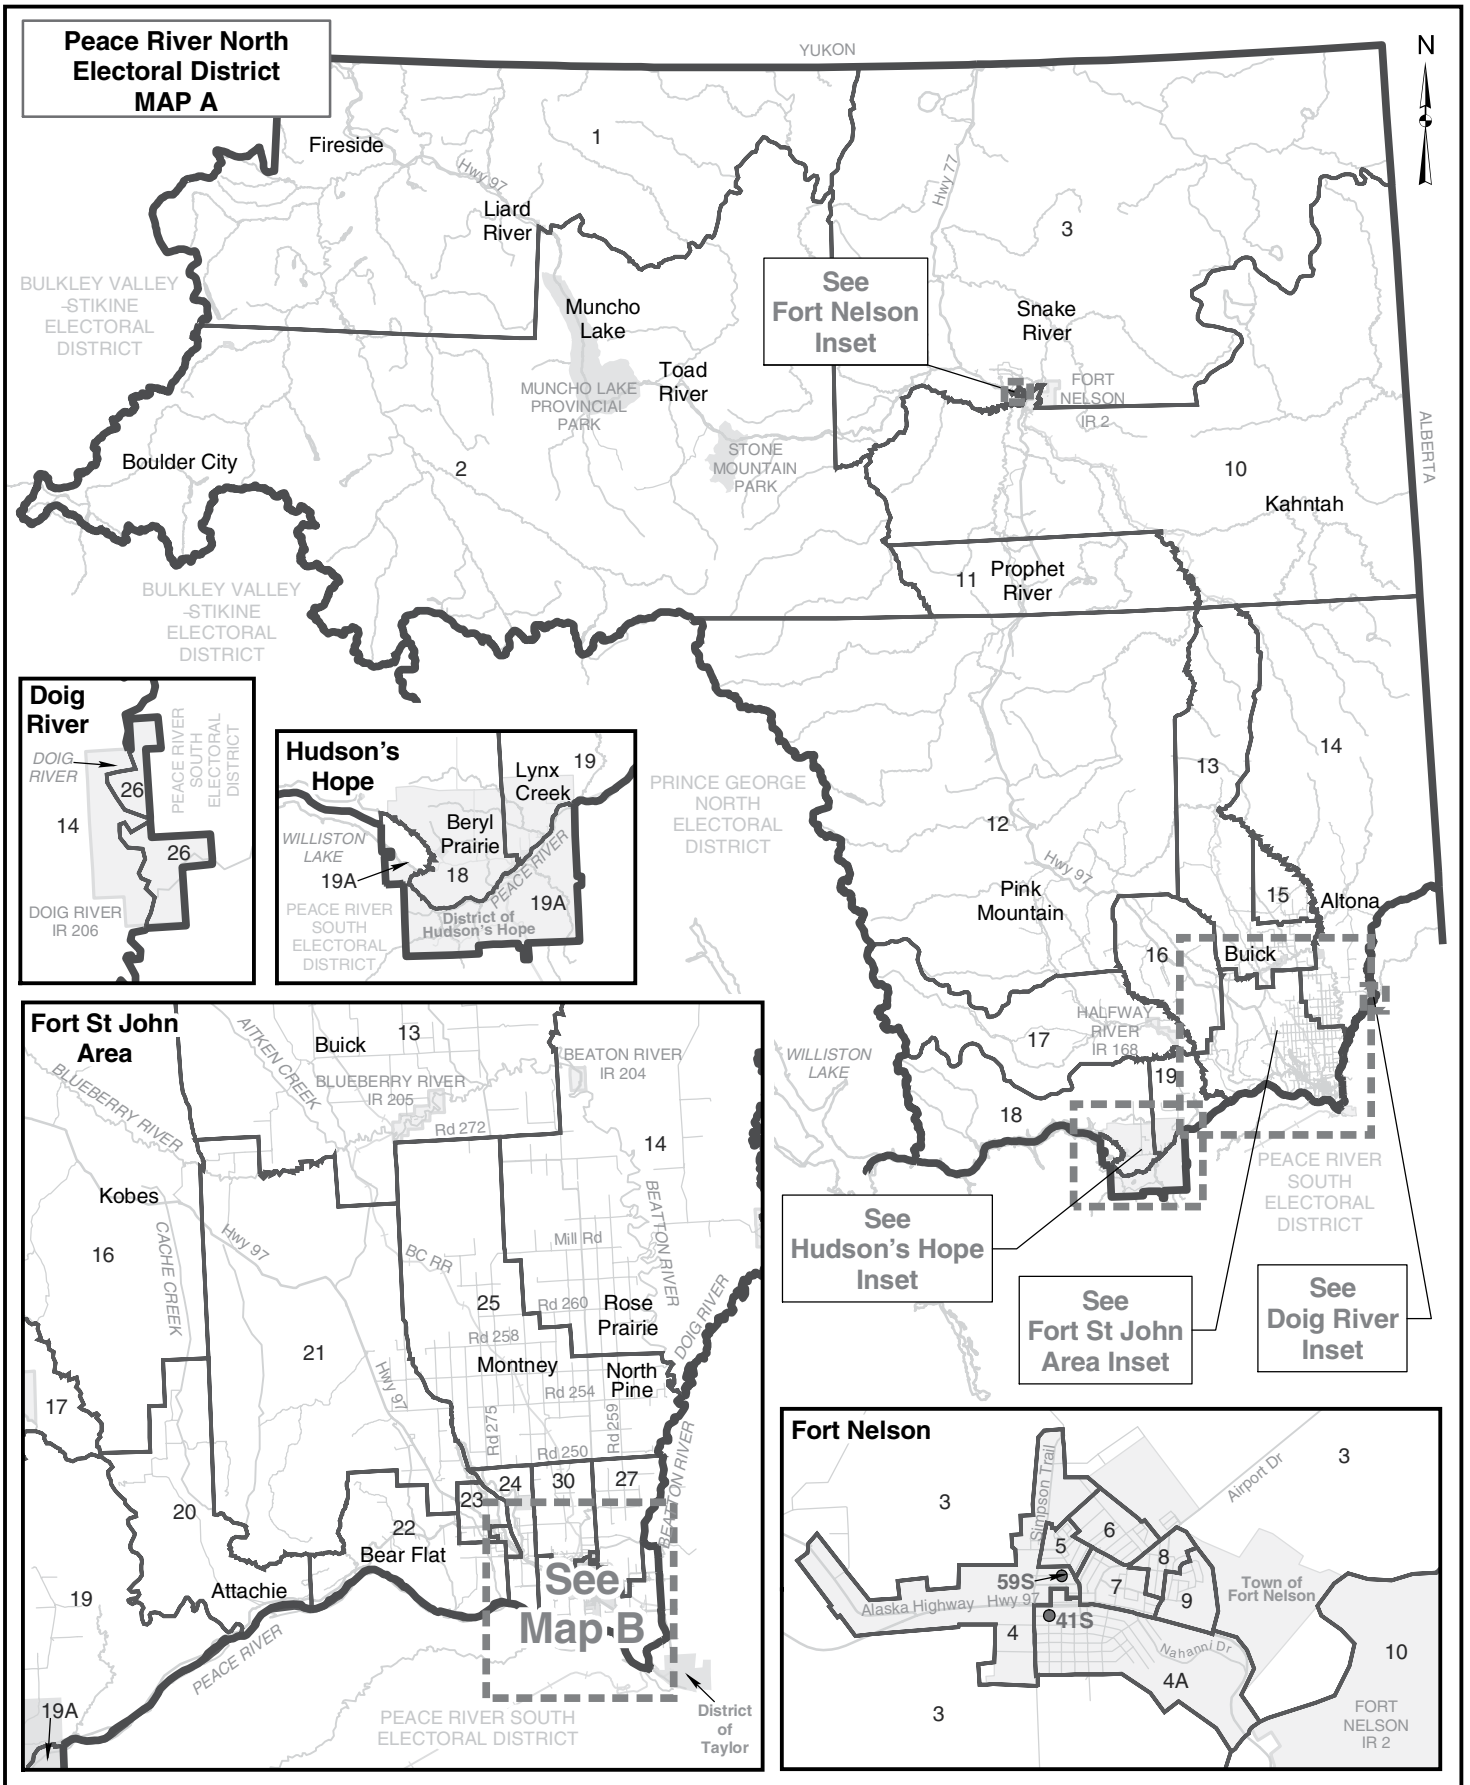 Peace River North
Electoral District
MAP A
YUKON
N
Fireside
1
Hwy 97
Hwy 77
Liard
River
3
BULKLEY VALLEY
-STIKINE
ELECTORAL
DISTRICT
See
Fort Nelson
Inset
Muncho
Lake
Snake
River
Toad
River
MUNCHO LAKE
PROVINCIAL
PARK
FORT
NELSON
IR 2
ALBERTA
STONE
MOUNTAIN
PARK
Boulder City
2
10
Kahntah
BULKLEY VALLEY
-STIKINE
ELECTORAL
DISTRICT
11
Prophet
River
Doig
River
DOIG
RIVER
26
14
26
DOIG RIVER
IR 206
PEACE RIVER
SOUTH
ELECTORAL
DISTRICT
Hudson's
Hope
Lynx
Creek
19
Beryl
Prairie
WILLISTON
LAKE
19A
18
PEACE RIVER
19A
District of
Hudson's Hope
PEACE RIVER
SOUTH
ELECTORAL
DISTRICT
PRINCE GEORGE
NORTH
ELECTORAL
DISTRICT
12
13
14
Hwy 97
Pink
Mountain
15
Altona
16
Buick
HALFWAY
RIVER
IR 168
17
WILLISTON
LAKE
19
18
PEACE RIVER
SOUTH
ELECTORAL
DISTRICT
See
Hudson's Hope
Inset
See
Fort St John
Area Inset
See
Doig River
Inset
Fort St John
Area
AITKEN CREEK
Buick
13
BEATON RIVER
IR 204
BLUEBERRY RIVER
BLUEBERRY RIVER
IR 205
Rd 272
14
Kobes
16
CACHE CREEK
Hwy 97
BC RR
Mill Rd
BEATTON RIVER
25
Rd 260
Rose
Prairie
DOIG RIVER
Rd 258
21
Montney
North
Pine
Hwy 97
Rd 254
17
Rd 275
Rd 259
Rd 250
BEATTON RIVER
24
30
27
23
20
22
Bear Flat
See
Map B
Attachie
19
PEACE RIVER
19A
PEACE RIVER SOUTH
ELECTORAL DISTRICT
District
of
Taylor
Fort Nelson
3
Airport Dr
3
Simpson Trail
6
5
8
59S
7
9
Town of
Fort Nelson
Alaska Highway
Hwy 97
41S
4
Nahanni Dr
4A
10
3
FORT
NELSON
IR 2